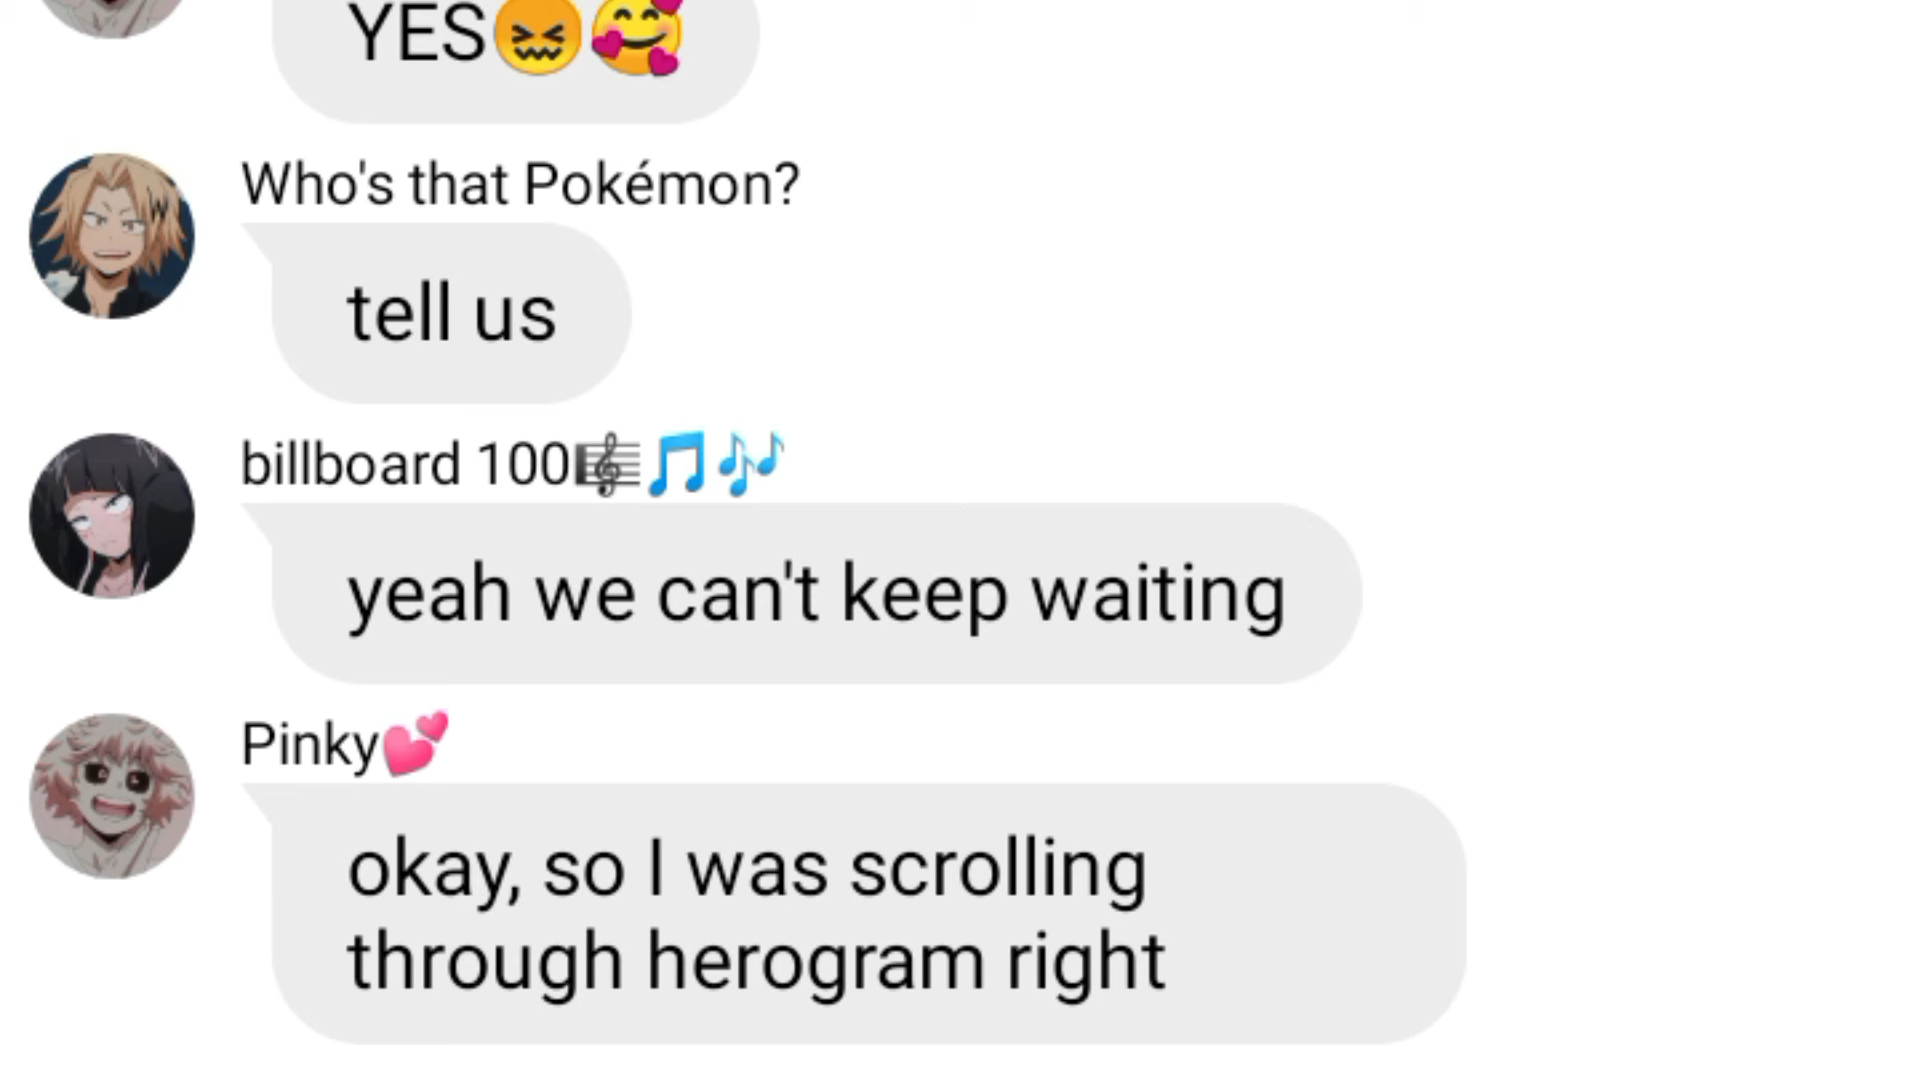 YES😖🥰
Who's that Pokémon?
tell us
billboard 100🎼🎵🎶
yeah we can't keep waiting
Pinky💕
okay, so I was scrolling
through herogram right